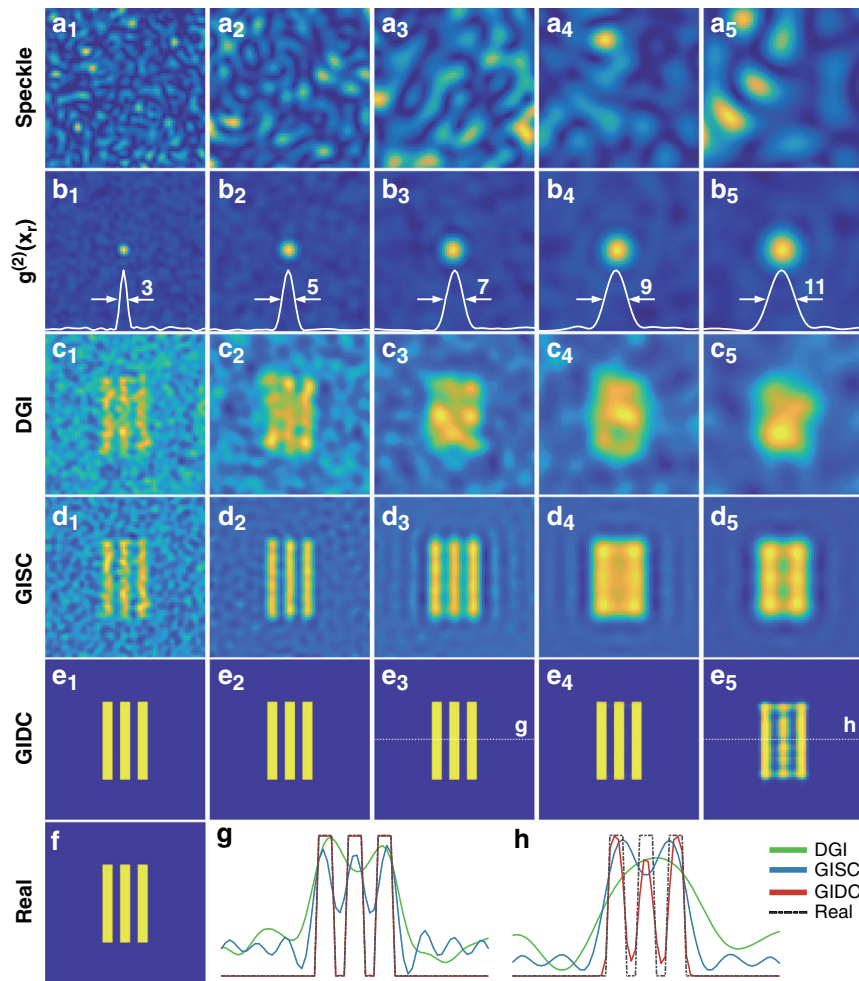 Speckle
a1 a2 a3 a4 a5
g(2)(xr)
b1 b2 b3 b4 b5
3 5 7 9 11
DGI
c1 c2 c3 c4 c5
GISC
d1 d2 d3 d4 d5
GIDC
e1 e2 e3 e4 e5
g h
Real
f g h
DGI
GISC
GIDC
Real